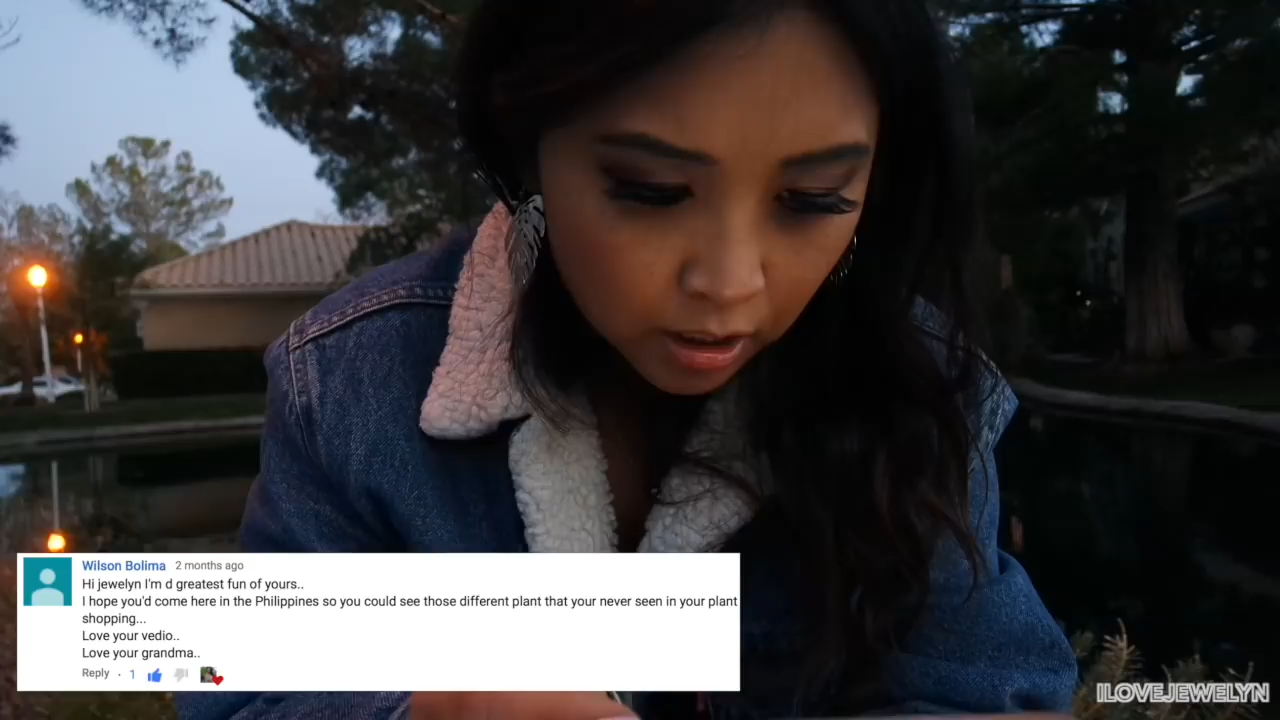 Wilson Bolima 2 months ago
Hi jewelyn I'm d greatest fun of yours..
I hope you'd come here in the Philippines so you could see those different plant that your never seen in your plant
shopping...
Love your vedio..
Love your grandma..
Reply · 1
ILOVEJEWELYN